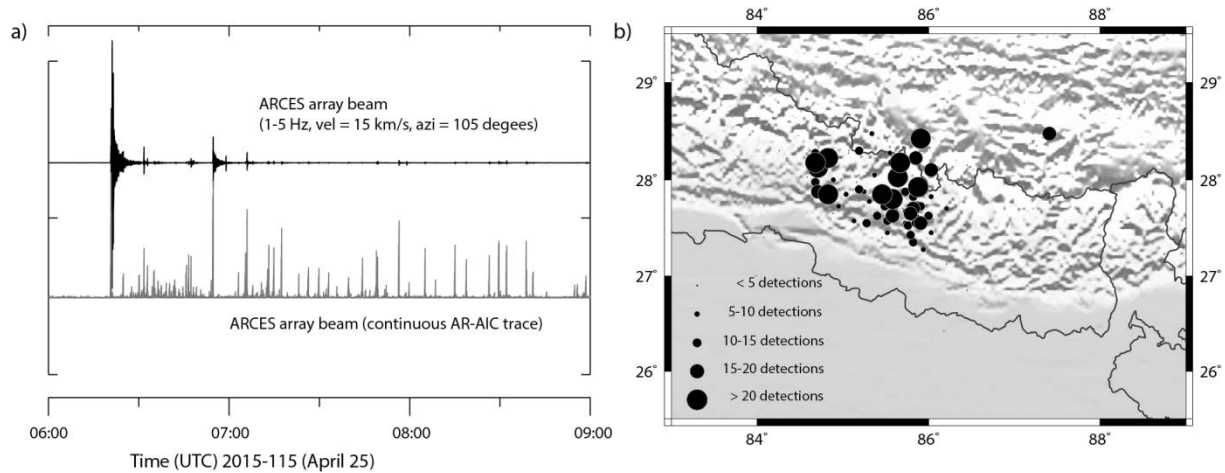 a)
ARCES array beam
(1-5 Hz, vel = 15 km/s, azi = 105 degees)
ARCES array beam (continuous AR-AIC trace)
06:00 07:00 08:00 09:00
Time (UTC) 2015-115 (April 25)
b)
84˚ 86˚ 88˚
29˚ 29˚
28˚ 28˚
27˚ 27˚
26˚ 26˚
< 5 detections
5-10 detections
10-15 detections
15-20 detections
> 20 detections
84˚ 86˚ 88˚